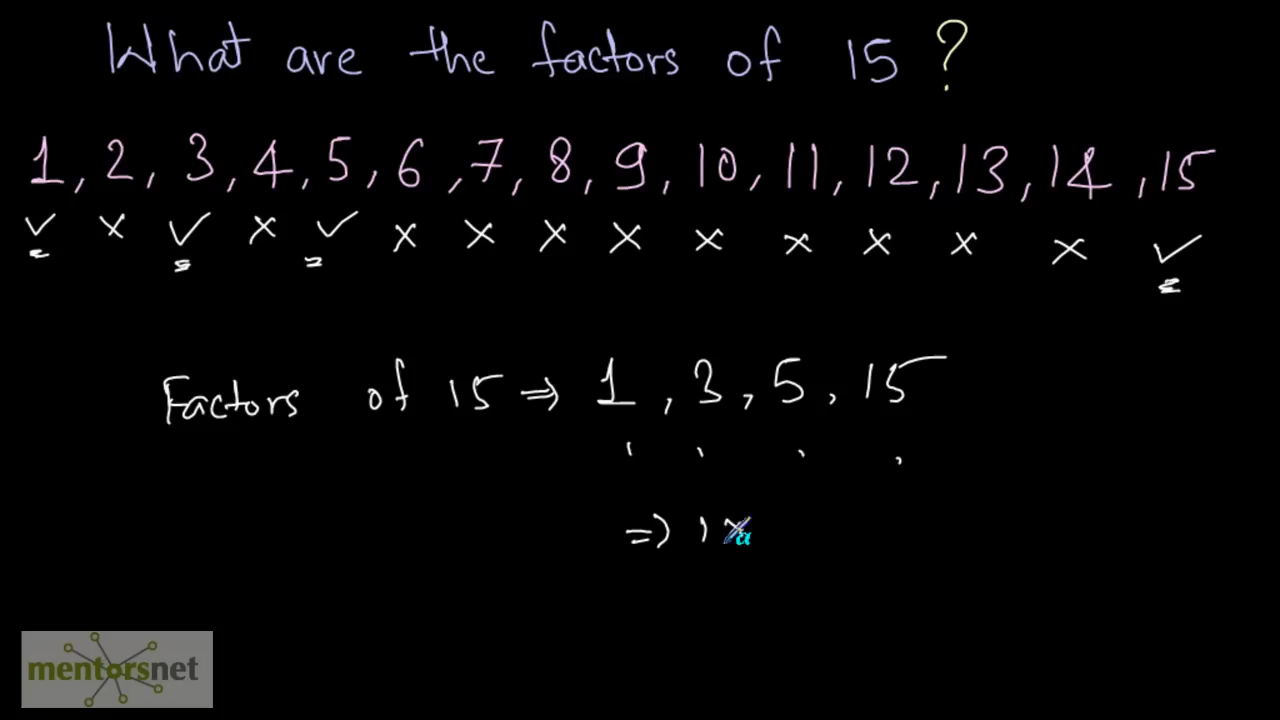 What are the factors of 15 ?
1, 2, 3, 4, 5, 6, 7, 8, 9, 10, 11, 12, 13, 14, 15
✓ × ✓ × ✓ × × × × × × × × × ✓
Factors of 15 ⇒ 1, 3, 5, 15
⇒ 1 ×
mentorsnet